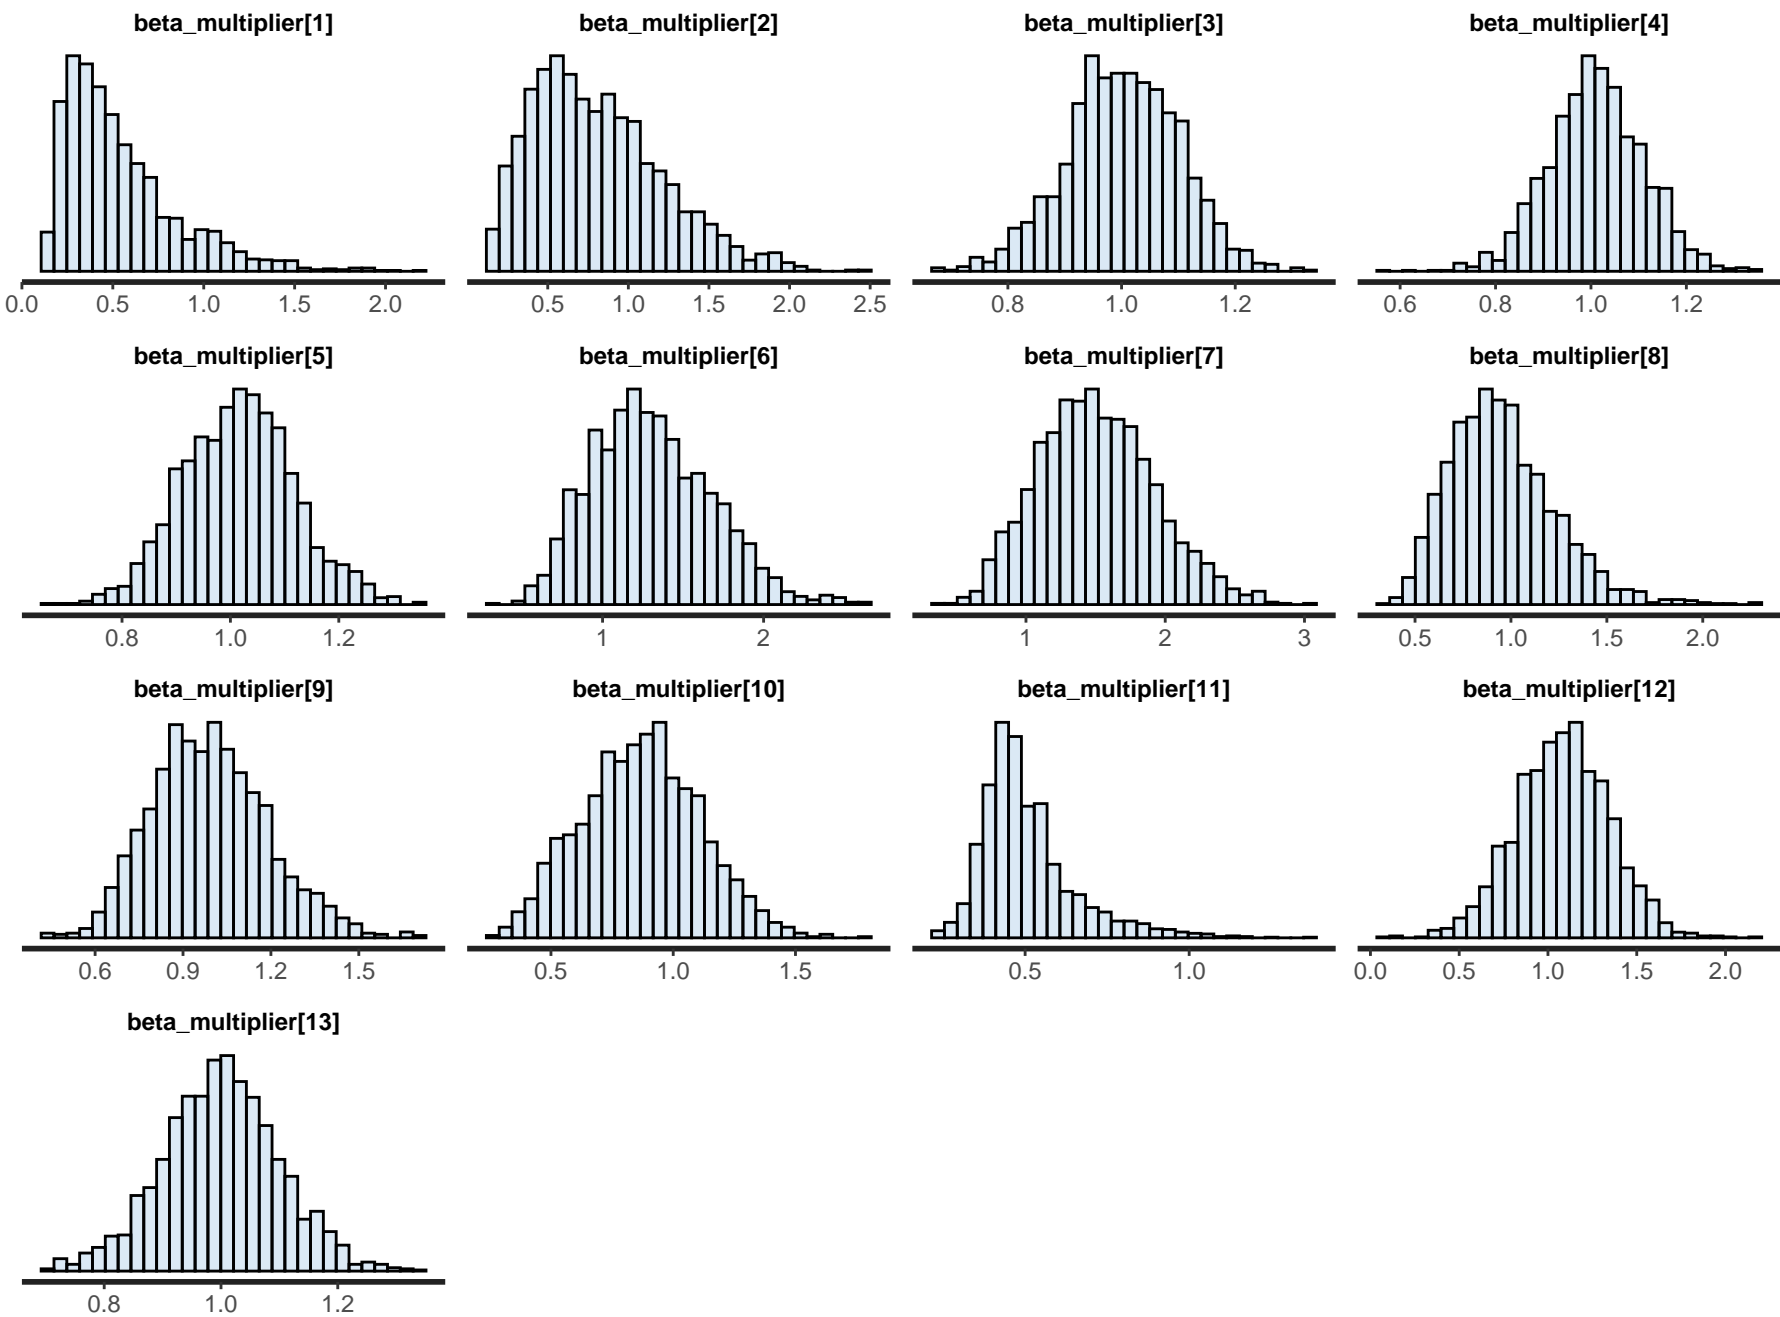 beta_multiplier[1] beta_multiplier[2] beta_multiplier[3] beta_multiplier[4]
0.0 0.5 1.0 1.5 2.0 0.5 1.0 1.5 2.0 2.5 0.8 1.0 1.2 0.6 0.8 1.0 1.2
beta_multiplier[5] beta_multiplier[6] beta_multiplier[7] beta_multiplier[8]
0.8 1.0 1.2 1 2 1 2 3 0.5 1.0 1.5 2.0
beta_multiplier[9] beta_multiplier[10] beta_multiplier[11] beta_multiplier[12]
0.6 0.9 1.2 1.5 0.5 1.0 1.5 0.5 1.0 0.0 0.5 1.0 1.5 2.0
beta_multiplier[13]
0.8 1.0 1.2